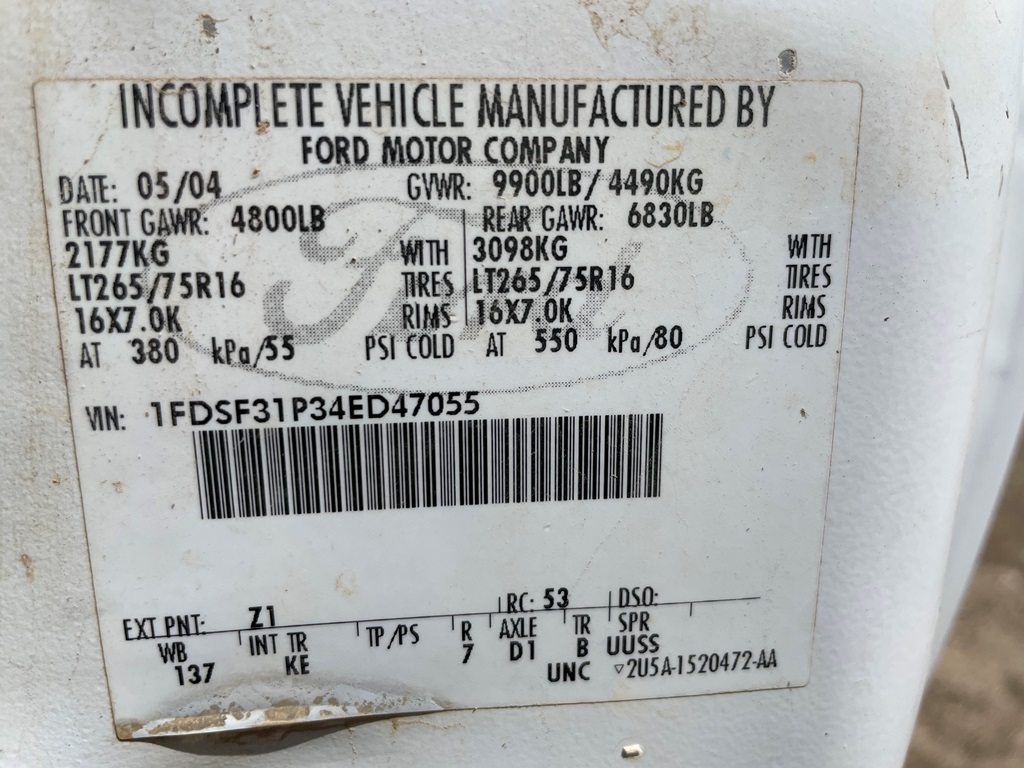 INCOMPLETE VEHICLE MANUFACTURED BY
FORD MOTOR COMPANY
DATE: 05/04 GVWR: 9900LB/4490KG
FRONT GAWR: 4800LB REAR GAWR: 6830LB
2177KG WITH 3098KG WITH
LT265/75R16 TIRES LT265/75R16 TIRES
16X7.0K RIMS 16X7.0K RIMS
AT 380 kPa/55 PSI COLD AT 550 kPa/80 PSI COLD
Ford
VIN: 1FDSF31P34ED47055
EXT PNT: Z1 RC: 53 DSO:
WB INT TR TP/PS R AXLE TR SPR
137 KE 7 D1 B UUSS
UNC ▽2U5A-1520472-AA